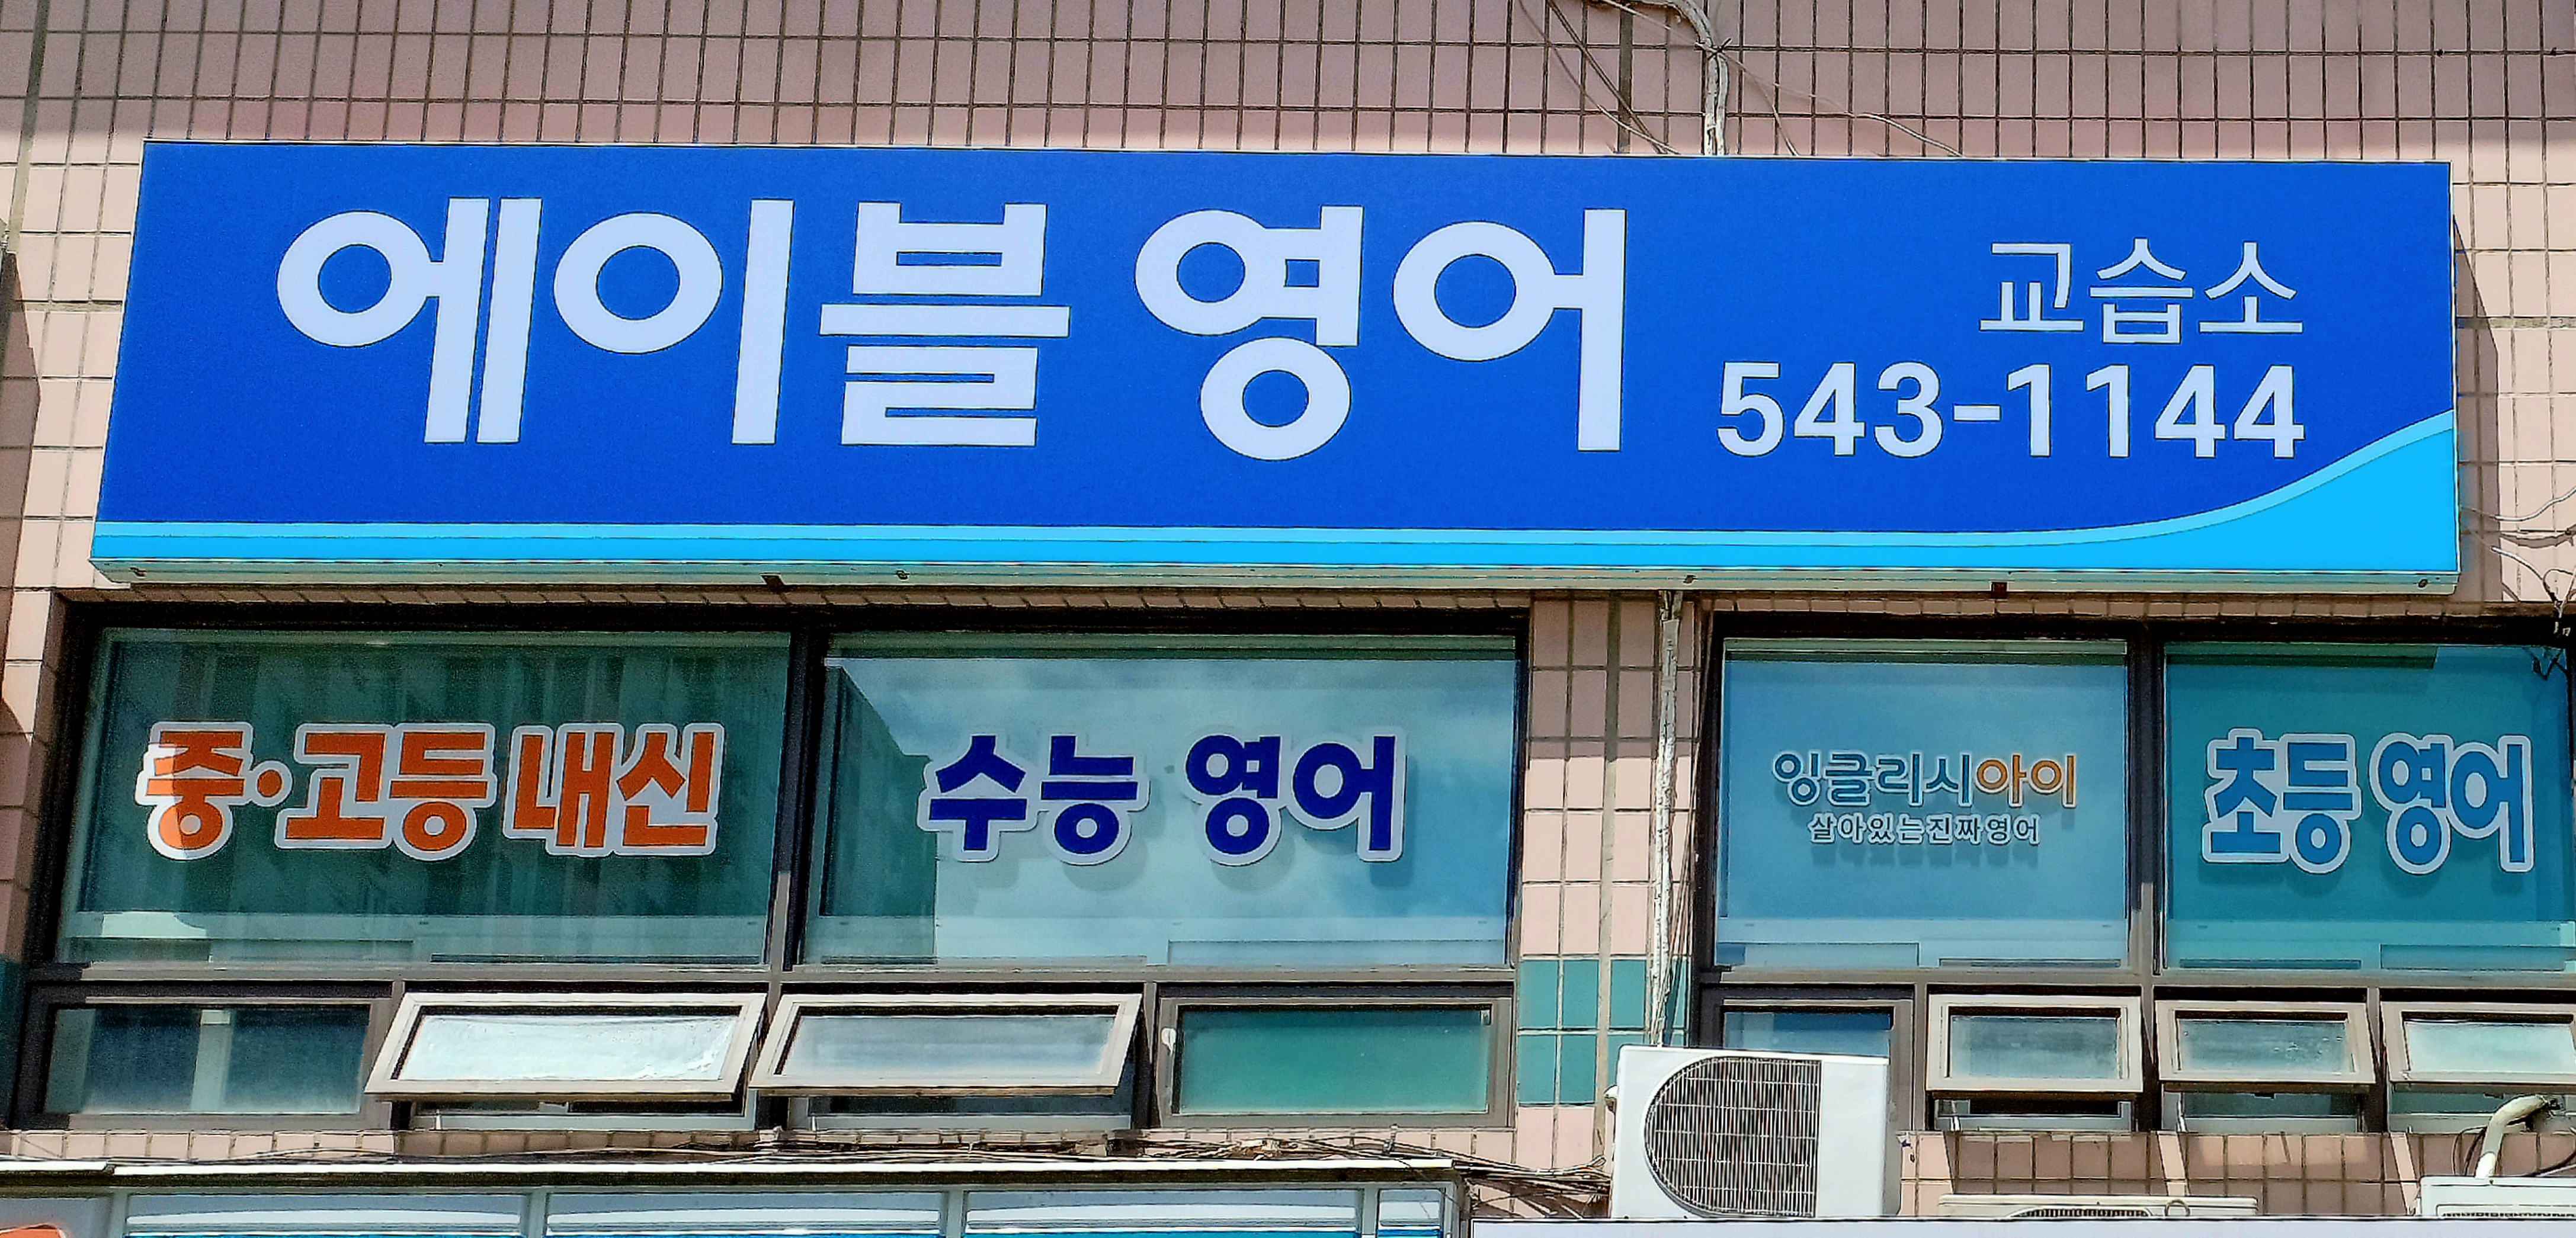 에이블 영어 교습소
543-1144
중·고등 내신
수능 영어
잉글리시아이
살아있는진짜영어
초등 영어